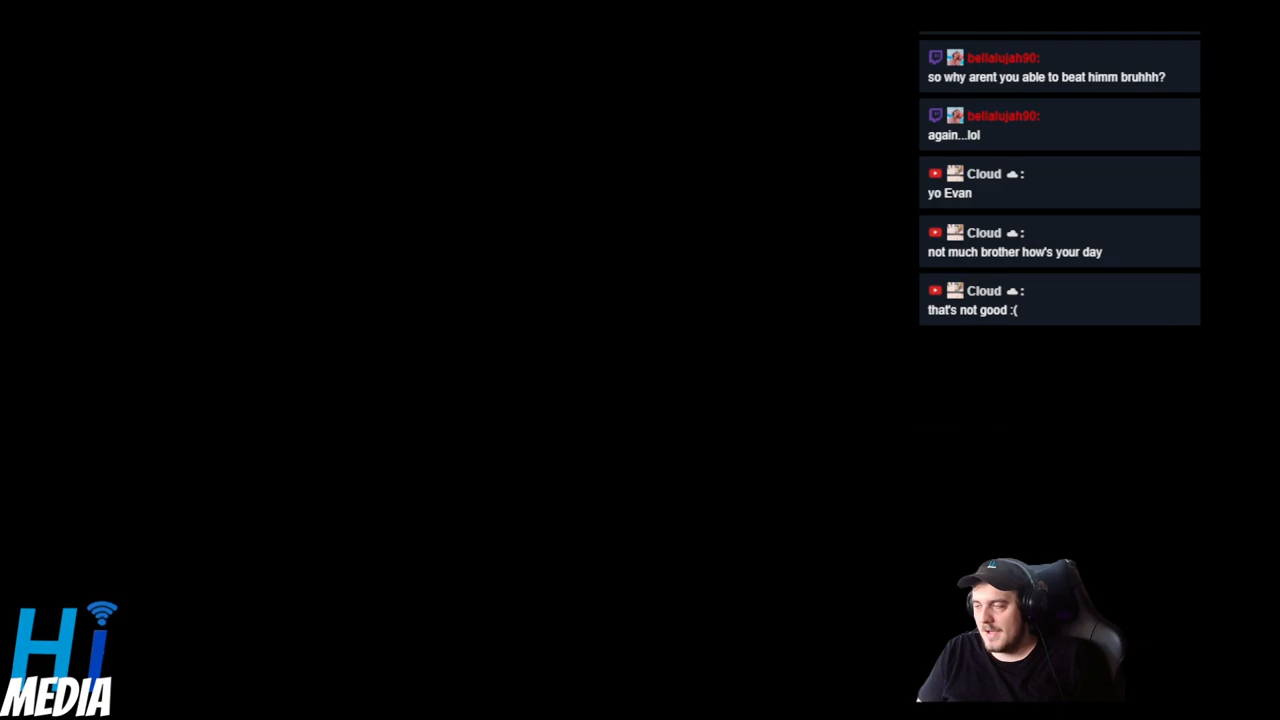 bellalujah90:
so why arent you able to beat himm bruhhh?
bellalujah90:
again...lol
Cloud ☁:
yo Evan
Cloud ☁:
not much brother how's your day
Cloud ☁:
that's not good :(
Hi
MEDIA